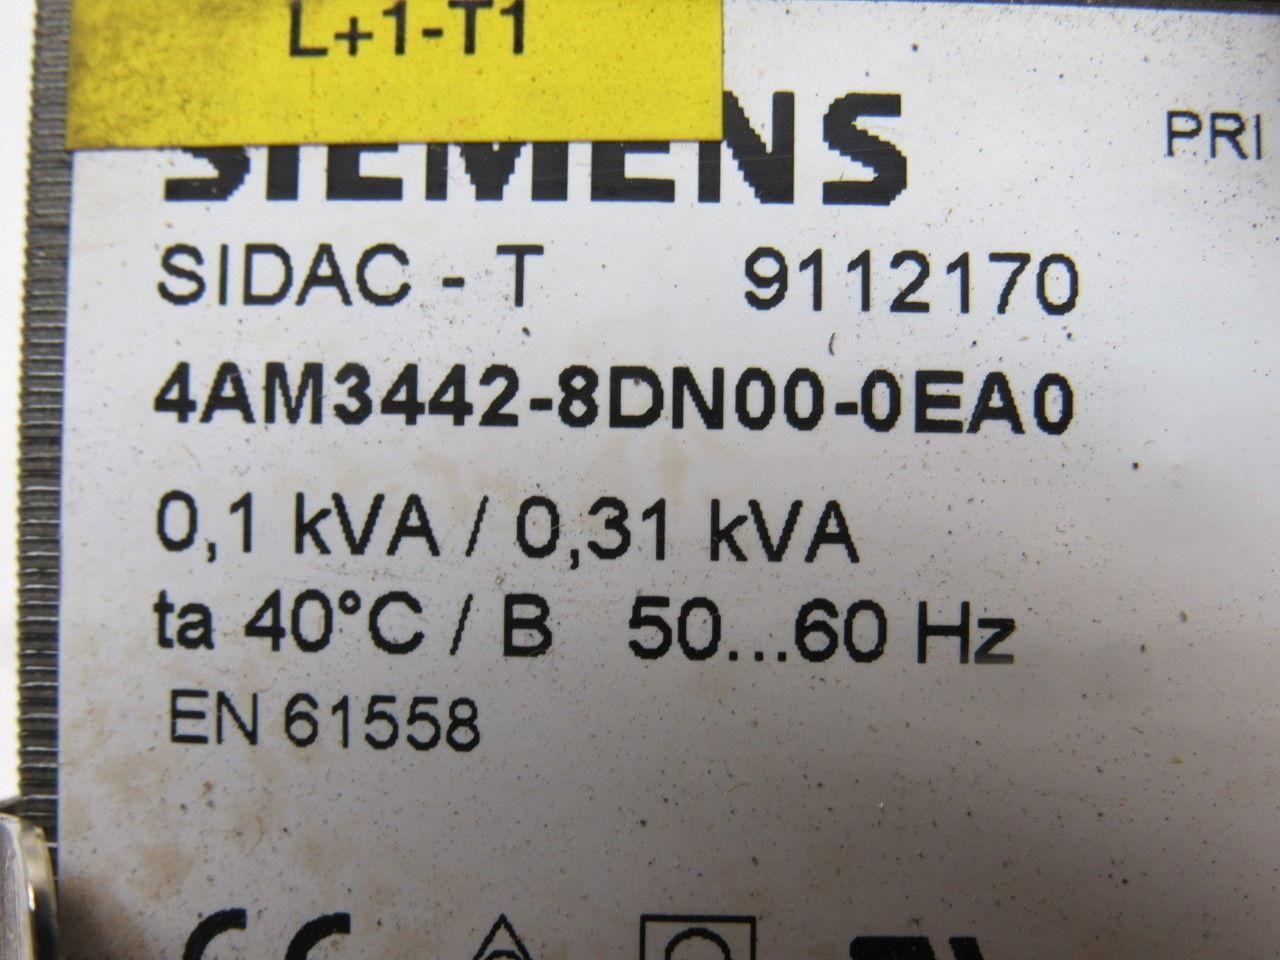 L+1-T1
SIEMENS
PRI
SIDAC - T 9112170
4AM3442-8DN00-0EA0
0,1 kVA / 0,31 kVA
ta 40°C / B 50...60 Hz
EN 61558
CE